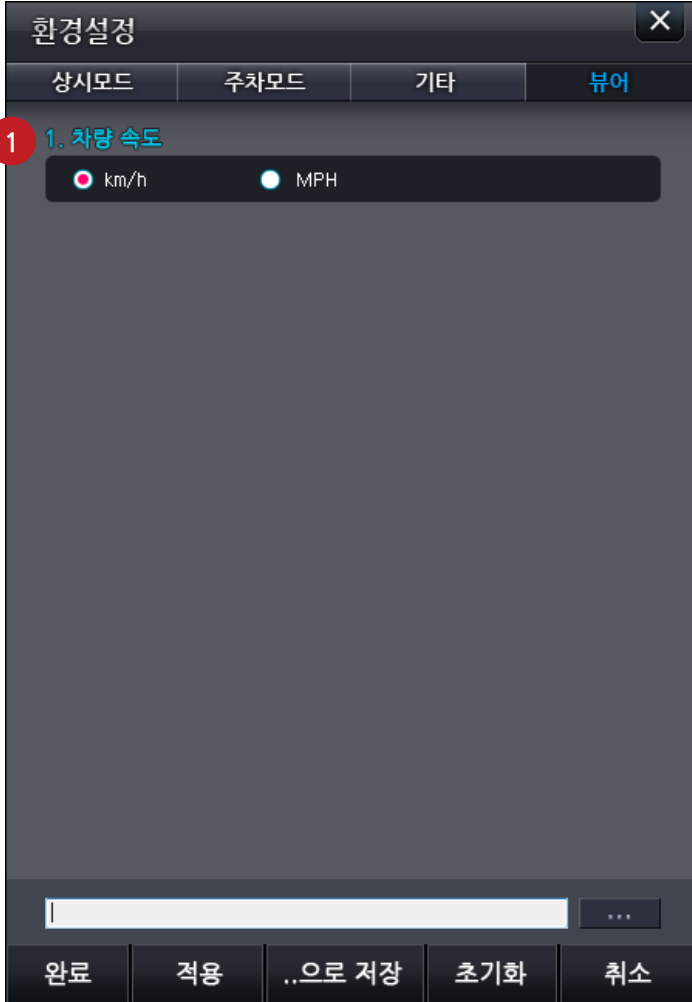 환경설정
상시모드 주차모드 기타 뷰어
1
1. 차량 속도
km/h MPH
...
완료 적용 ..으로 저장 초기화 취소